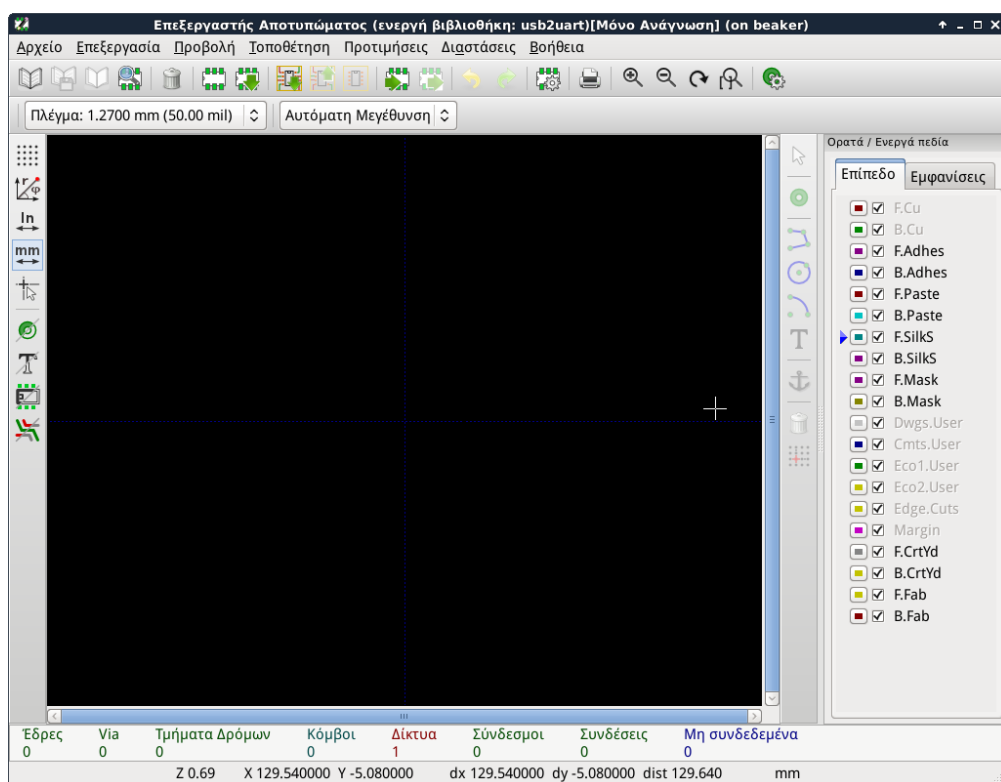 Επεξεργαστής Αποτυπώματος (ενεργή βιβλιοθήκη: usb2uart)[Μόνο Ανάγνωση] (on beaker)
Αρχείο Επεξεργασία Προβολή Τοποθέτηση Προτιμήσεις Διαστάσεις Βοήθεια
Πλέγμα: 1.2700 mm (50.00 mil) Αυτόματη Μεγέθυνση
In
mm
Ορατά / Ενεργά πεδία
Επίπεδο Εμφανίσεις
F.Cu
B.Cu
F.Adhes
B.Adhes
F.Paste
B.Paste
F.SilkS
B.SilkS
F.Mask
B.Mask
Dwgs.User
Cmts.User
Eco1.User
Eco2.User
Edge.Cuts
Margin
F.CrtYd
B.CrtYd
F.Fab
B.Fab
Έδρες Via Τμήματα Δρόμων Κόμβοι Δίκτυα Σύνδεσμοι Συνδέσεις Μη συνδεδεμένα
0 0 0 0 1 0 0 0
Z 0.69 X 129.540000 Y -5.080000 dx 129.540000 dy -5.080000 dist 129.640 mm